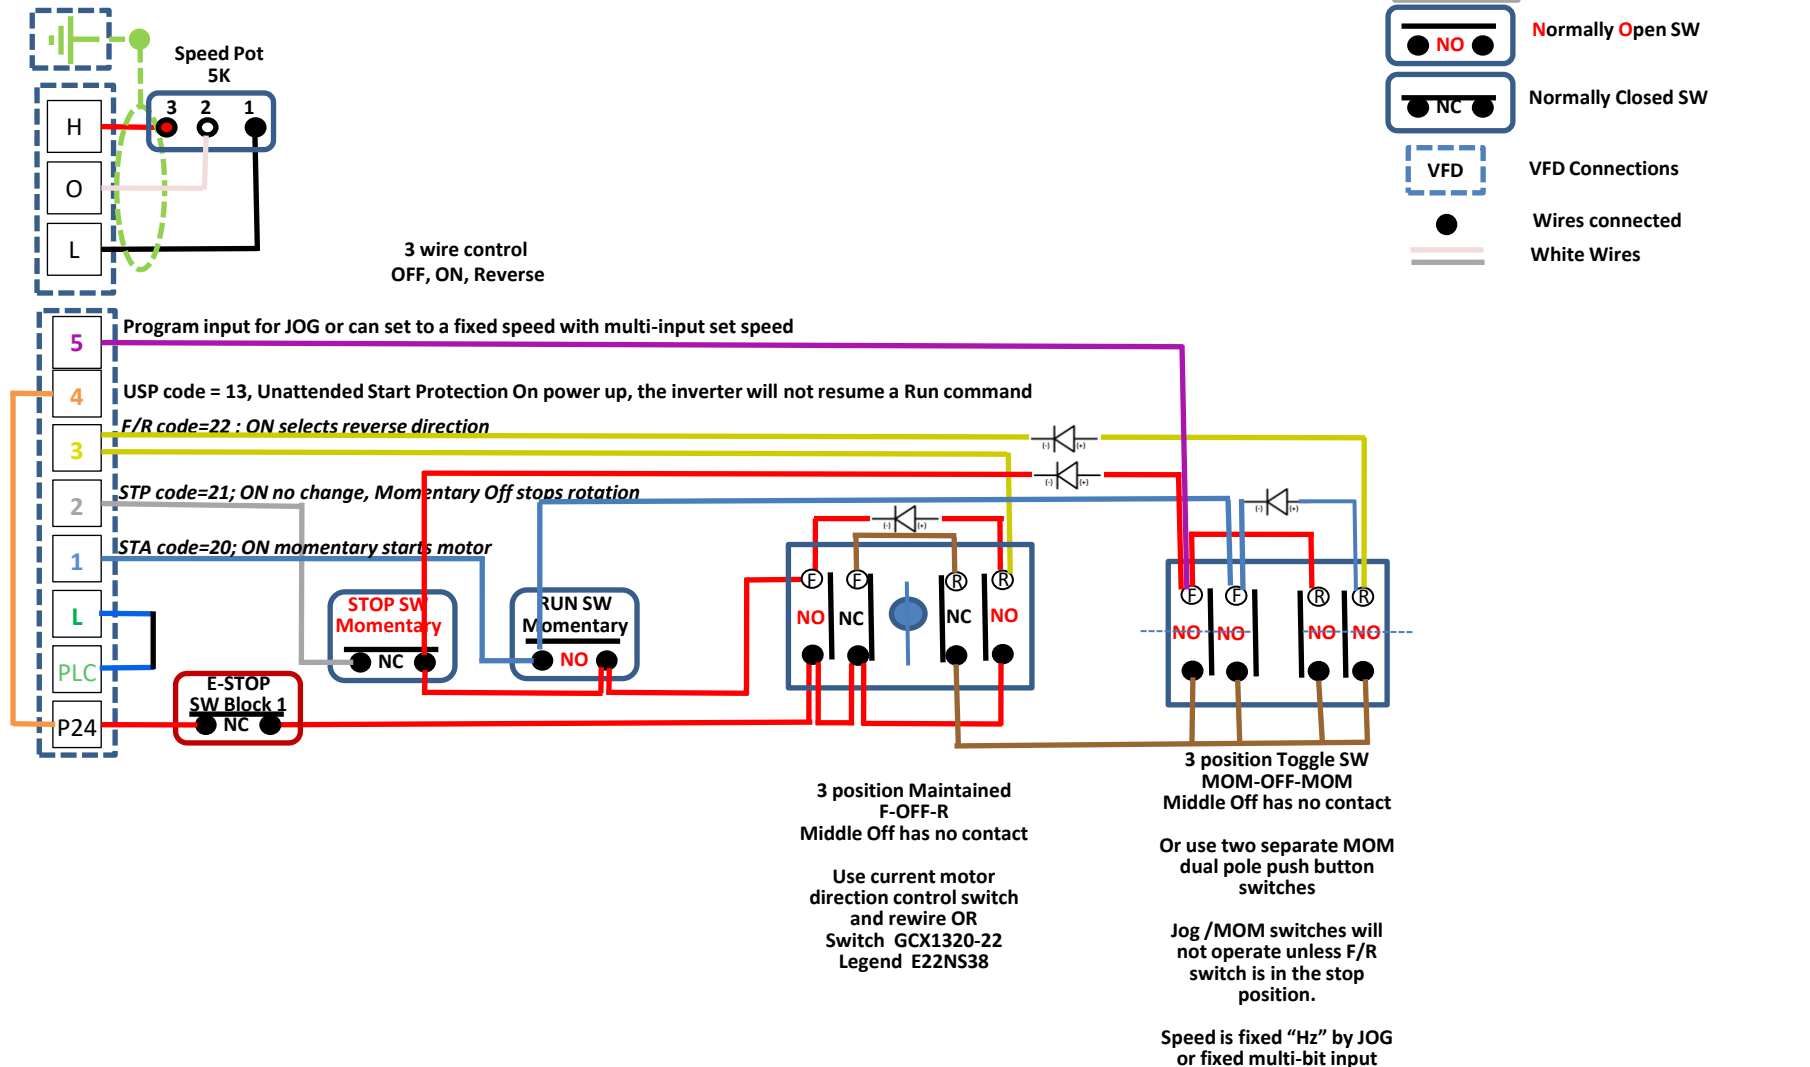 Speed Pot
5K
3 2 1
H
O
L
3 wire control
OFF, ON, Reverse
NO
Normally Open SW
NC
Normally Closed SW
VFD
VFD Connections
Wires connected
White Wires
5
Program input for JOG or can set to a fixed speed with multi-input set speed
4
USP code = 13, Unattended Start Protection On power up, the inverter will not resume a Run command
F/R code=22 : ON selects reverse direction
3
(-) (+)
(-) (+)
2
STP code=21; ON no change, Momentary Off stops rotation
(-) (+)
(-) (+)
1
STA code=20; ON momentary starts motor
L
PLC
P24
STOP SW
Momentary
NC
RUN SW
Momentary
NO
E-STOP
SW Block 1
NC
F F R R
NO NC NC NO
F F R R
NO NO NO NO
3 position Maintained
F-OFF-R
Middle Off has no contact
Use current motor
direction control switch
and rewire OR
Switch GCX1320-22
Legend E22NS38
3 position Toggle SW
MOM-OFF-MOM
Middle Off has no contact
Or use two separate MOM
dual pole push button
switches
Jog /MOM switches will
not operate unless F/R
switch is in the stop
position.
Speed is fixed “Hz” by JOG
or fixed multi-bit input